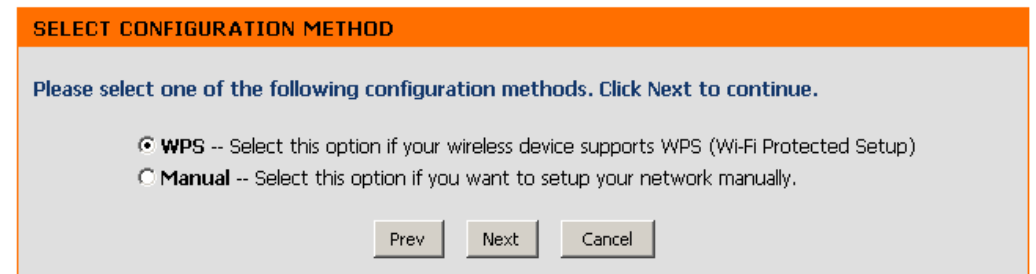 SELECT CONFIGURATION METHOD
Please select one of the following configuration methods. Click Next to continue.
WPS -- Select this option if your wireless device supports WPS (Wi-Fi Protected Setup)
Manual -- Select this option if you want to setup your network manually.
Prev Next Cancel